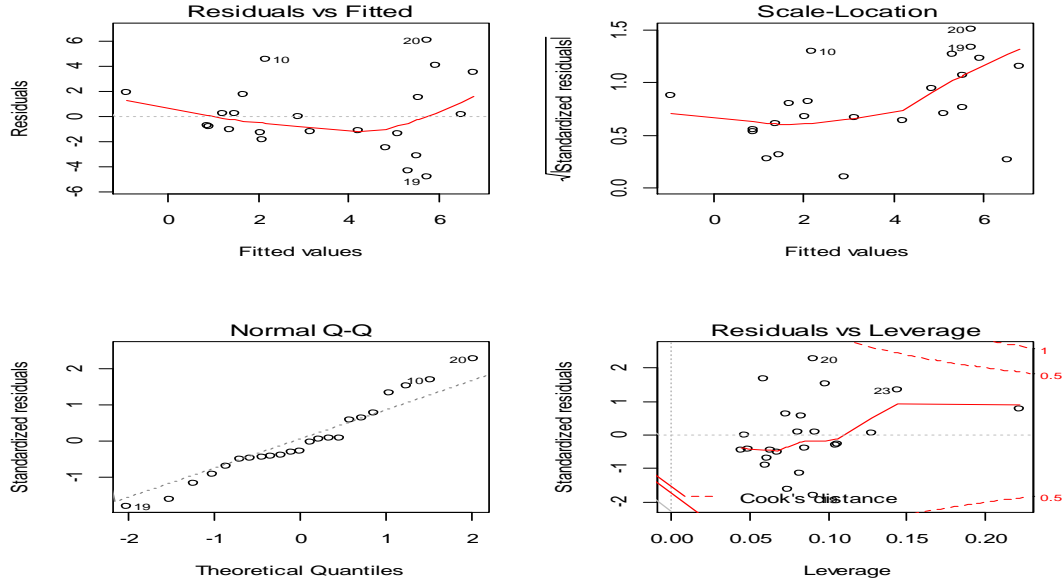 Residuals vs Fitted
Residuals
6
4
2
0
-2
-4
-6
20
10
19
0 2 4 6
Fitted values
Scale-Location
√|Standardized residuals|
1.5
1.0
0.5
0.0
20
19
10
0 2 4 6
Fitted values
Normal Q-Q
Standardized residuals
2
1
0
-1
20
10
19
-2 -1 0 1 2
Theoretical Quantiles
Residuals vs Leverage
Standardized residuals
2
1
0
-1
-2
20
23
Cook's distance
1
0.5
0.5
0.00 0.05 0.10 0.15 0.20
Leverage